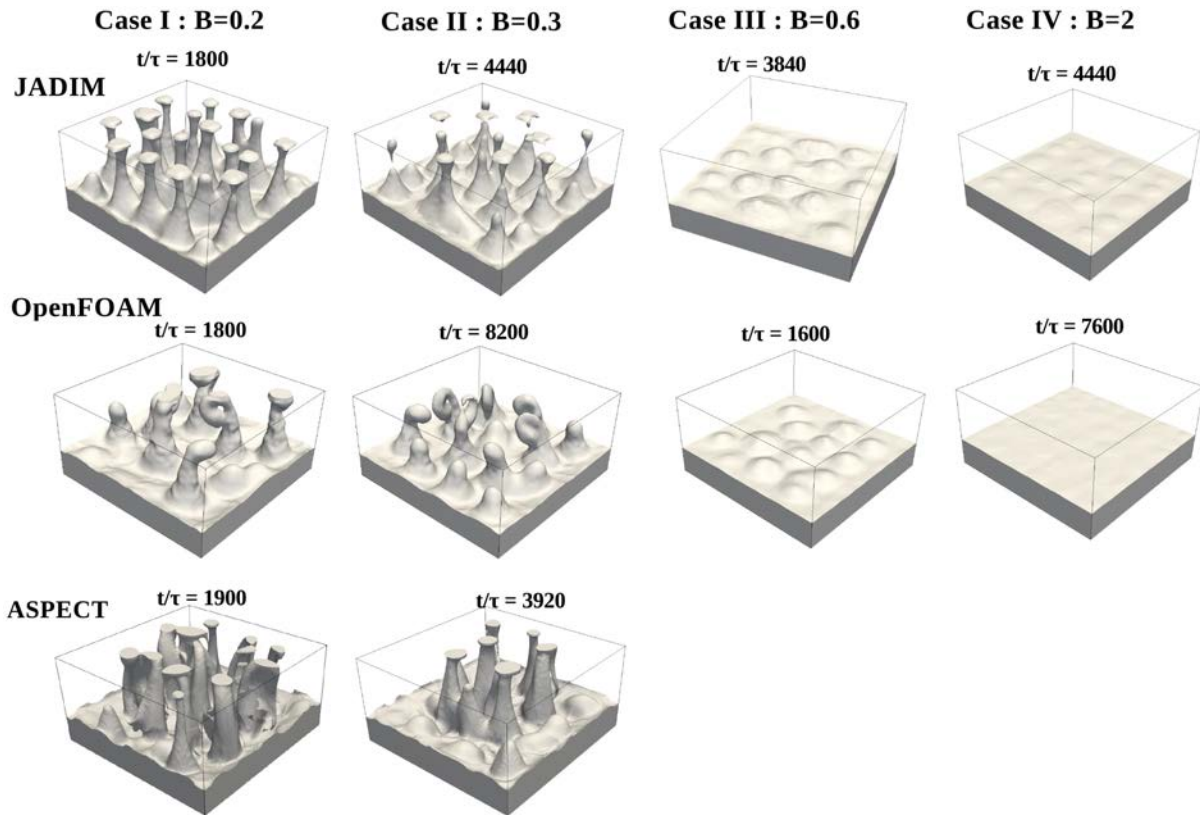 Case I : B=0.2
Case II : B=0.3
Case III : B=0.6
Case IV : B=2
JADIM
t/τ = 1800
t/τ = 4440
t/τ = 3840
t/τ = 4440
OpenFOAM
t/τ = 1800
t/τ = 8200
t/τ = 1600
t/τ = 7600
ASPECT
t/τ = 1900
t/τ = 3920